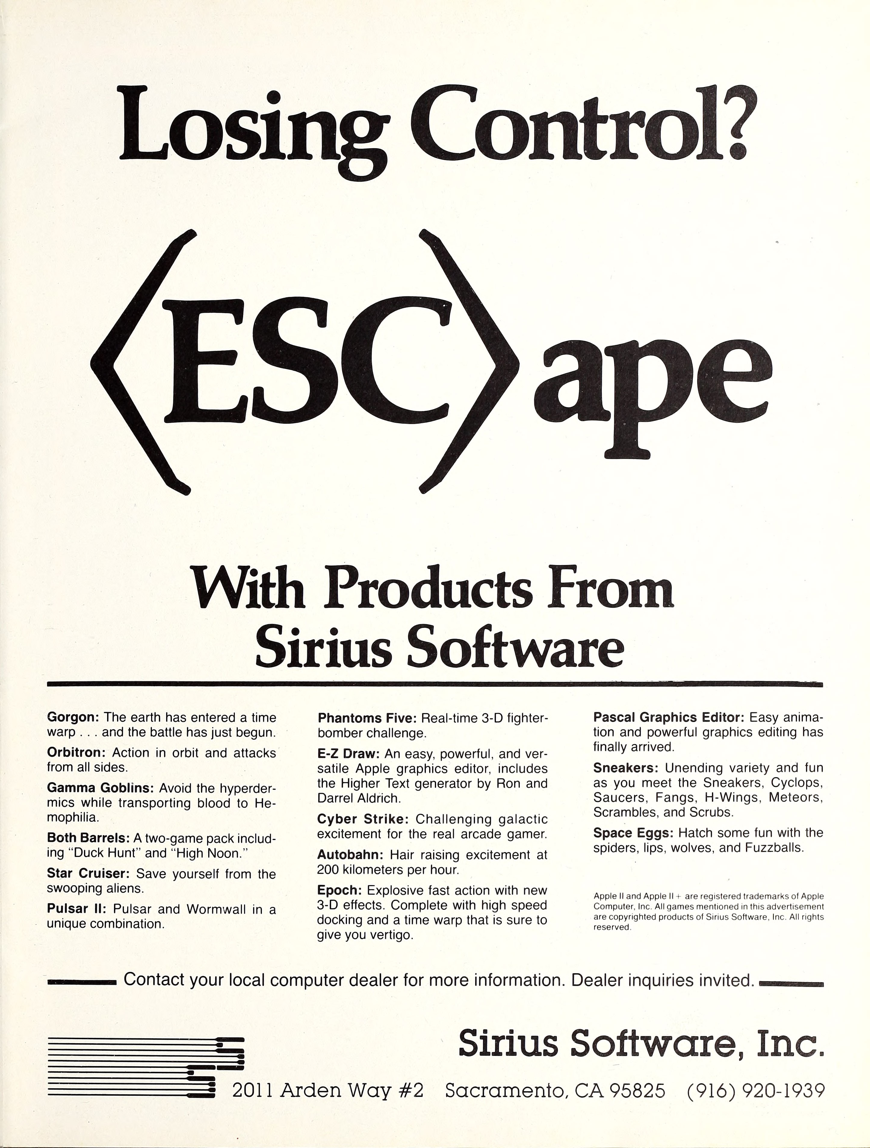 Losing Control?
⟨ESC⟩ape
With Products From
Sirius Software
Gorgon: The earth has entered a time
warp . . . and the battle has just begun.
Orbitron: Action in orbit and attacks
from all sides.
Gamma Goblins: Avoid the hyperder-
mics while transporting blood to He-
mophilia.
Both Barrels: A two-game pack includ-
ing “Duck Hunt” and “High Noon.”
Star Cruiser: Save yourself from the
swooping aliens.
Pulsar II: Pulsar and Wormwall in a
unique combination.
Phantoms Five: Real-time 3-D fighter-
bomber challenge.
E-Z Draw: An easy, powerful, and ver-
satile Apple graphics editor, includes
the Higher Text generator by Ron and
Darrel Aldrich.
Cyber Strike: Challenging galactic
excitement for the real arcade gamer.
Autobahn: Hair raising excitement at
200 kilometers per hour.
Epoch: Explosive fast action with new
3-D effects. Complete with high speed
docking and a time warp that is sure to
give you vertigo.
Pascal Graphics Editor: Easy anima-
tion and powerful graphics editing has
finally arrived.
Sneakers: Unending variety and fun
as you meet the Sneakers, Cyclops,
Saucers, Fangs, H-Wings, Meteors,
Scrambles, and Scrubs.
Space Eggs: Hatch some fun with the
spiders, lips, wolves, and Fuzzballs.
Apple II and Apple II + are registered trademarks of Apple
Computer, Inc. All games mentioned in this advertisement
are copyrighted products of Sirius Software, Inc. All rights
reserved.
Contact your local computer dealer for more information. Dealer inquiries invited.
Sirius Software, Inc.
2011 Arden Way #2 Sacramento, CA 95825 (916) 920-1939